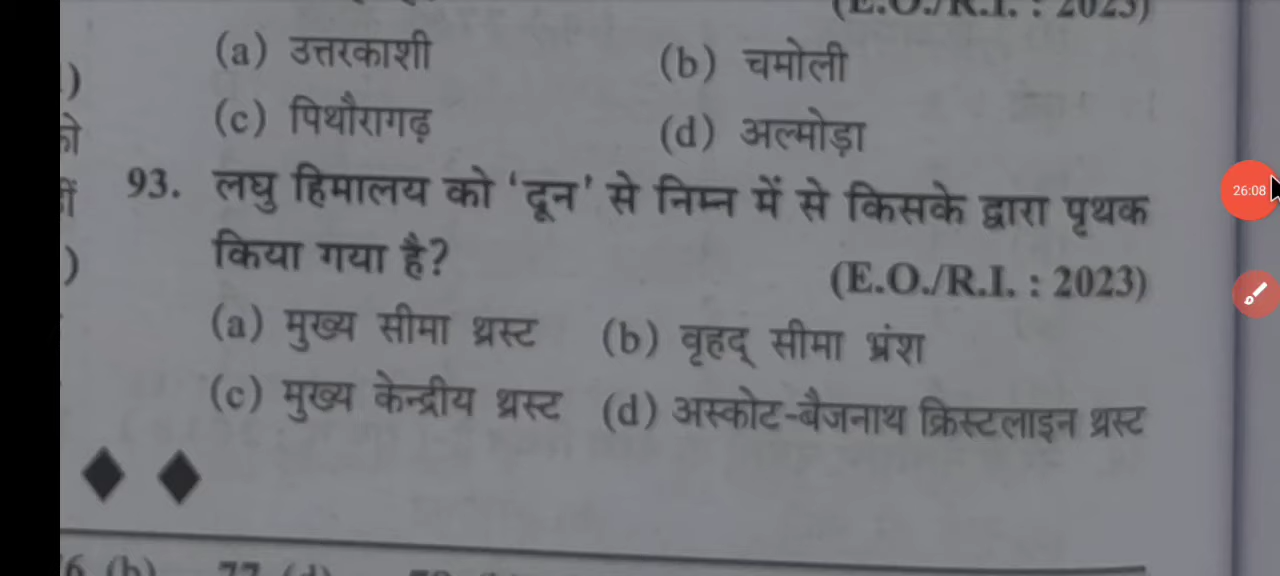 (E.O./R.I. : 2023)
(a) उत्तरकाशी (b) चमोली
(c) पिथौरागढ़ (d) अल्मोड़ा
93. लघु हिमालय को ‘दून’ से निम्न में से किसके द्वारा पृथक
किया गया है? (E.O./R.I. : 2023)
(a) मुख्य सीमा थ्रस्ट (b) वृहद् सीमा भ्रंश
(c) मुख्य केन्द्रीय थ्रस्ट (d) अस्कोट-बैजनाथ क्रिस्टलाइन थ्रस्ट
26:08